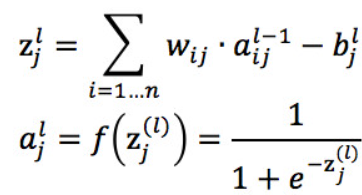 z_j^l = ∑_{i=1…n} w_{ij} · a_{ij}^{l−1} − b_j^l
a_j^l = f(z_j^{(l)}) = 1 / (1 + e^{−z_j^{(l)}})